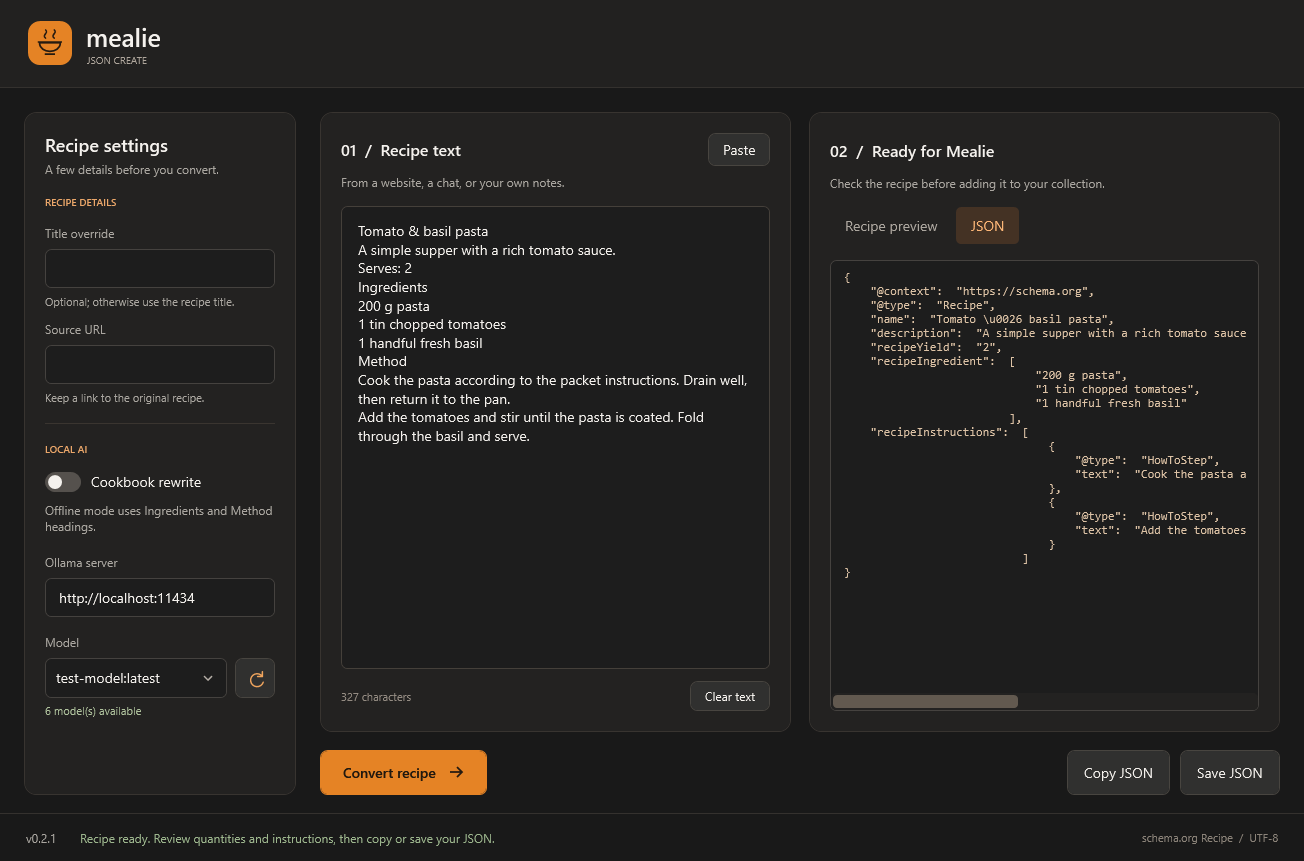 mealie
JSON CREATE
Recipe settings
A few details before you convert.
RECIPE DETAILS
Title override
Optional; otherwise use the recipe title.
Source URL
Keep a link to the original recipe.
LOCAL AI
Cookbook rewrite
Offline mode uses Ingredients and Method
headings.
Ollama server
http://localhost:11434
Model
test-model:latest
6 model(s) available
01 / Recipe text
Paste
From a website, a chat, or your own notes.
Tomato & basil pasta
A simple supper with a rich tomato sauce.
Serves: 2
Ingredients
200 g pasta
1 tin chopped tomatoes
1 handful fresh basil
Method
Cook the pasta according to the packet instructions. Drain well,
then return it to the pan.
Add the tomatoes and stir until the pasta is coated. Fold
through the basil and serve.
327 characters
Clear text
Convert recipe
02 / Ready for Mealie
Check the recipe before adding it to your collection.
Recipe preview
JSON
{
"@context": "https://schema.org",
"@type": "Recipe",
"name": "Tomato \u0026 basil pasta",
"description": "A simple supper with a rich tomato sauce
"recipeYield": "2",
"recipeIngredient": [
"200 g pasta",
"1 tin chopped tomatoes",
"1 handful fresh basil"
],
"recipeInstructions": [
{
"@type": "HowToStep",
"text": "Cook the pasta a
},
{
"@type": "HowToStep",
"text": "Add the tomatoes
}
]
}
Copy JSON
Save JSON
v0.2.1
Recipe ready. Review quantities and instructions, then copy or save your JSON.
schema.org Recipe / UTF-8